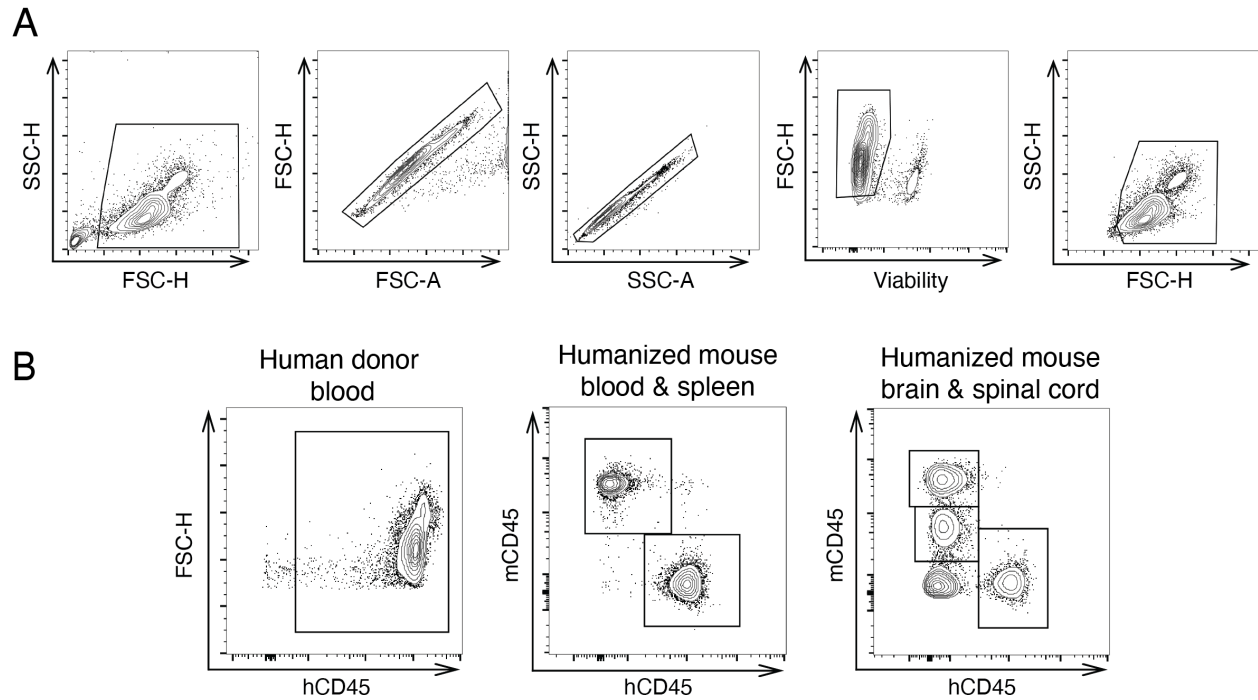 A
SSC-H
FSC-H
FSC-H
FSC-A
SSC-H
SSC-A
FSC-H
Viability
SSC-H
FSC-H
B
Human donor
blood
FSC-H
hCD45
Humanized mouse
blood & spleen
mCD45
hCD45
Humanized mouse
brain & spinal cord
mCD45
hCD45